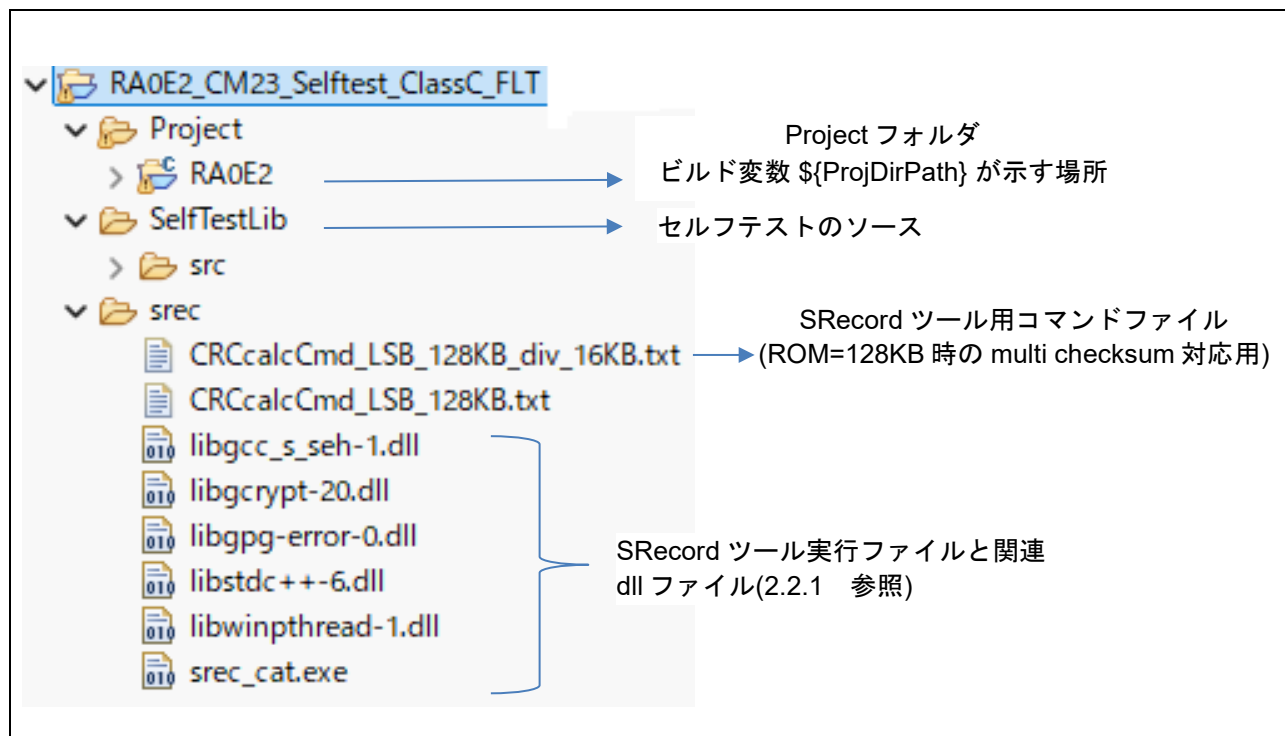 RA0E2_CM23_Selftest_ClassC_FLT
Project
RA0E2
SelfTestLib
src
srec
CRCcalcCmd_LSB_128KB_div_16KB.txt
CRCcalcCmd_LSB_128KB.txt
libgcc_s_seh-1.dll
libgcrypt-20.dll
libgpg-error-0.dll
libstdc++-6.dll
libwinpthread-1.dll
srec_cat.exe
Project フォルダ
ビルド変数 ${ProjDirPath} が示す場所
セルフテストのソース
SRecord ツール用コマンドファイル
(ROM=128KB 時の multi checksum 対応用)
SRecord ツール実行ファイルと関連
dll ファイル(2.2.1　参照)